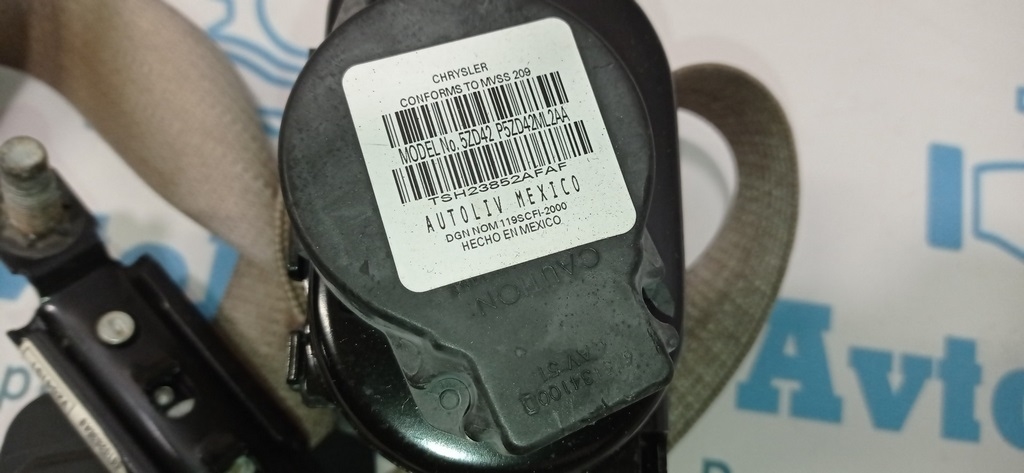 CHRYSLER
CONFORMS TO MVSS 209
MODEL No. 5ZD42 P5ZD42ML2AA
TSH23852AFAF
AUTOLIV MEXICO
DGN NOM 119SCFI-2000
HECHO EN MEXICO
CAUTION
Avto